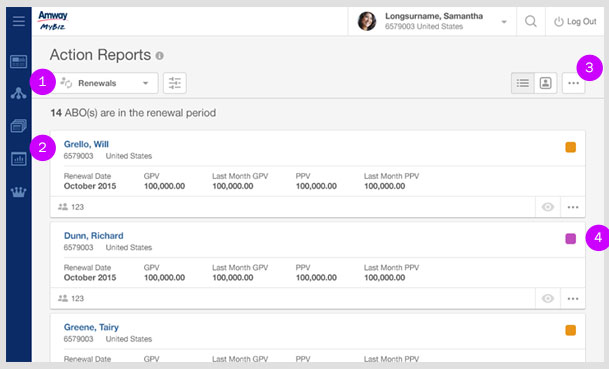 Amway
MyBiz
Longsurname, Samantha
6579003 United States
Log Out
Action Reports
3
1
Renewals
14 ABO(s) are in the renewal period
2
Grello, Will
6579003 United States
Renewal Date GPV Last Month GPV PPV Last Month PPV
October 2015 100,000.00 100,000.00 100,000.00 100,000.00
123
Dunn, Richard
4
6579003 United States
Renewal Date GPV Last Month GPV PPV Last Month PPV
October 2015 100,000.00 100,000.00 100,000.00 100,000.00
123
Greene, Tairy
6579003 United States
Renewal Date GPV Last Month GPV PPV Last Month PPV